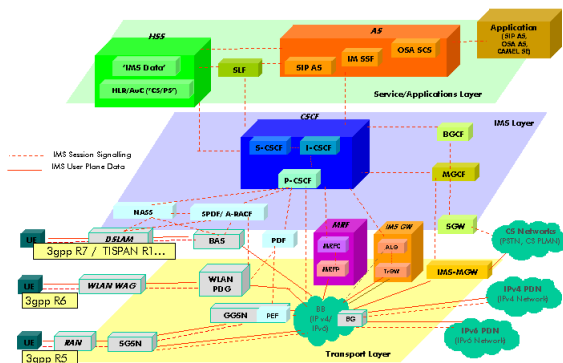 HSS
AS
Application
(SIP AS,
OSA AS,
CAMEL SE)
OSA SCS
IM SSF
SIP AS
'IMS Data'
SLF
HLR/AuC ('CS/PS')
Service/Applications Layer
CSCF
IMS Layer
S-CSCF
I-CSCF
BGCF
IMS Session Signalling
IMS User Plane Data
P-CSCF
MGCF
NASS
SPDF/ A-RACF
UE
DSLAM
BAS
PDF
MRF
IMS GW
MRFC
ALG
SGW
CS Networks
(PSTN, CS PLMN)
3gpp R7 / TISPAN R1...
MRFP
TrGW
IMS-MGW
UE
WLAN WAG
WLAN
PDG
3gpp R6
IPv4 PDN
(IPv4 Network)
GGSN
PEF
BB
(IPv4/
IPv6)
BG
UE
RAN
SGSN
IPv6 PDN
(IPv6 Network)
3gpp R5
Transport Layer